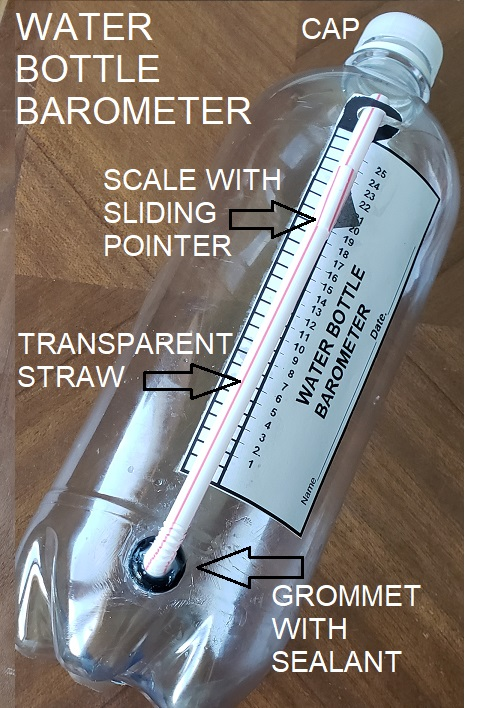 WATER
BOTTLE
BAROMETER
CAP
SCALE WITH
SLIDING
POINTER
TRANSPARENT
STRAW
GROMMET
WITH
SEALANT
25
24
23
22
20
19
18
17
16
15
14
13
12
11
10
9
8
7
6
5
4
3
2
1
WATER BOTTLE
BAROMETER
Name
Date